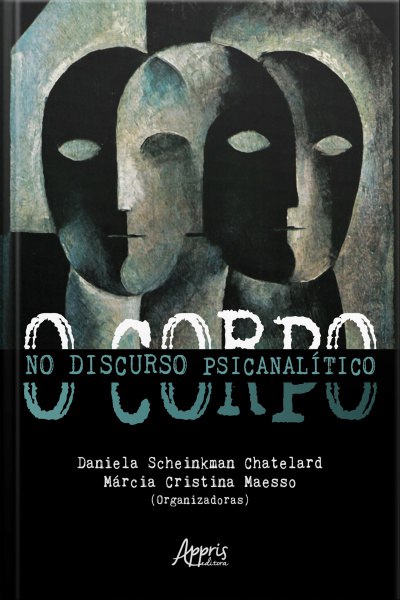 O CORPO
NO DISCURSO PSICANALÍTICO
Daniela Scheinkman Chatelard
Márcia Cristina Maesso
(Organizadoras)
Appris
editora